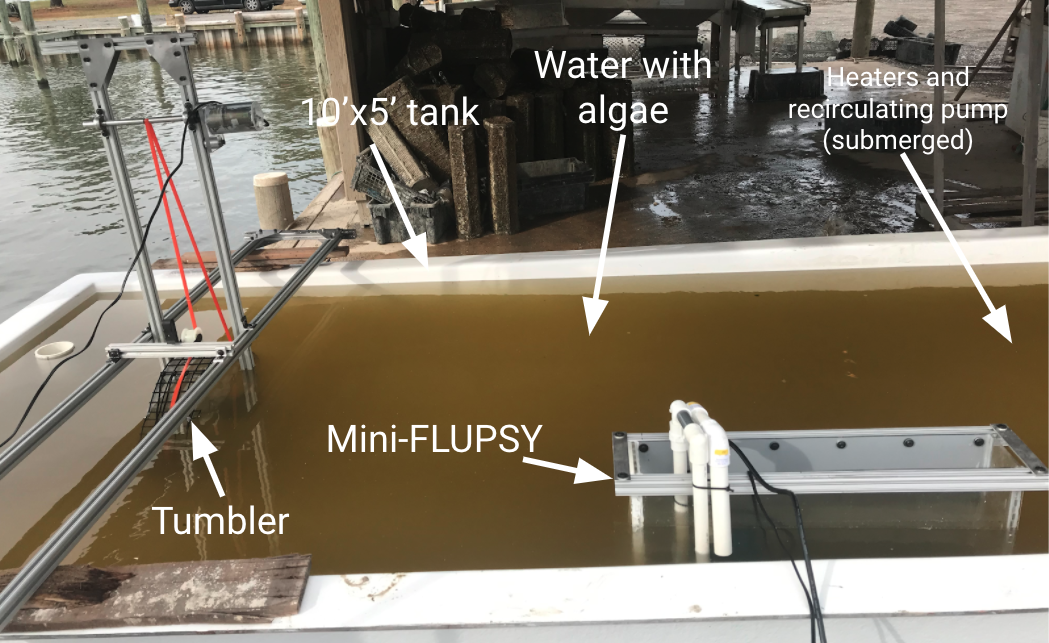 10'x5' tank
Water with
algae
Heaters and
recirculating pump
(submerged)
Mini-FLUPSY
Tumbler